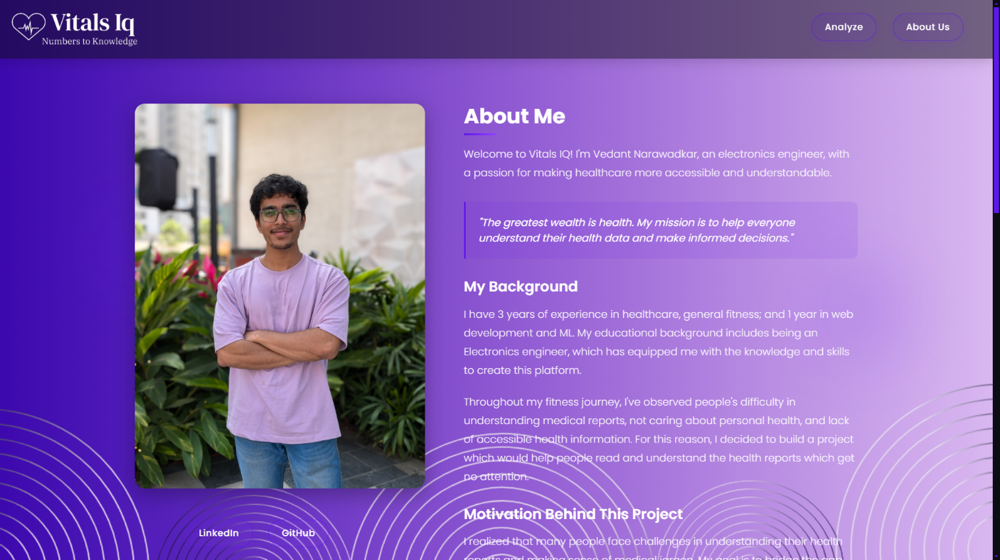 Vitals Iq
Numbers to Knowledge
Analyze
About Us
About Me
Welcome to Vitals IQ! I'm Vedant Narawadkar, an electronics engineer, with
a passion for making healthcare more accessible and understandable.
"The greatest wealth is health. My mission is to help everyone
understand their health data and make informed decisions."
My Background
I have 3 years of experience in healthcare, general fitness; and 1 year in web
development and ML. My educational background includes being an
Electronics engineer, which has equipped me with the knowledge and skills
to create this platform.
Throughout my fitness journey, I've observed people's difficulty in
understanding medical reports, not caring about personal health, and lack
of accessible health information. For this reason, I decided to build a project
which would help people read and understand the health reports which get
no attention.
Motivation Behind This Project
I realized that many people face challenges in understanding their health
reports and making sense of medical jargon. My goal is to bridge the gap
LinkedIn
GitHub